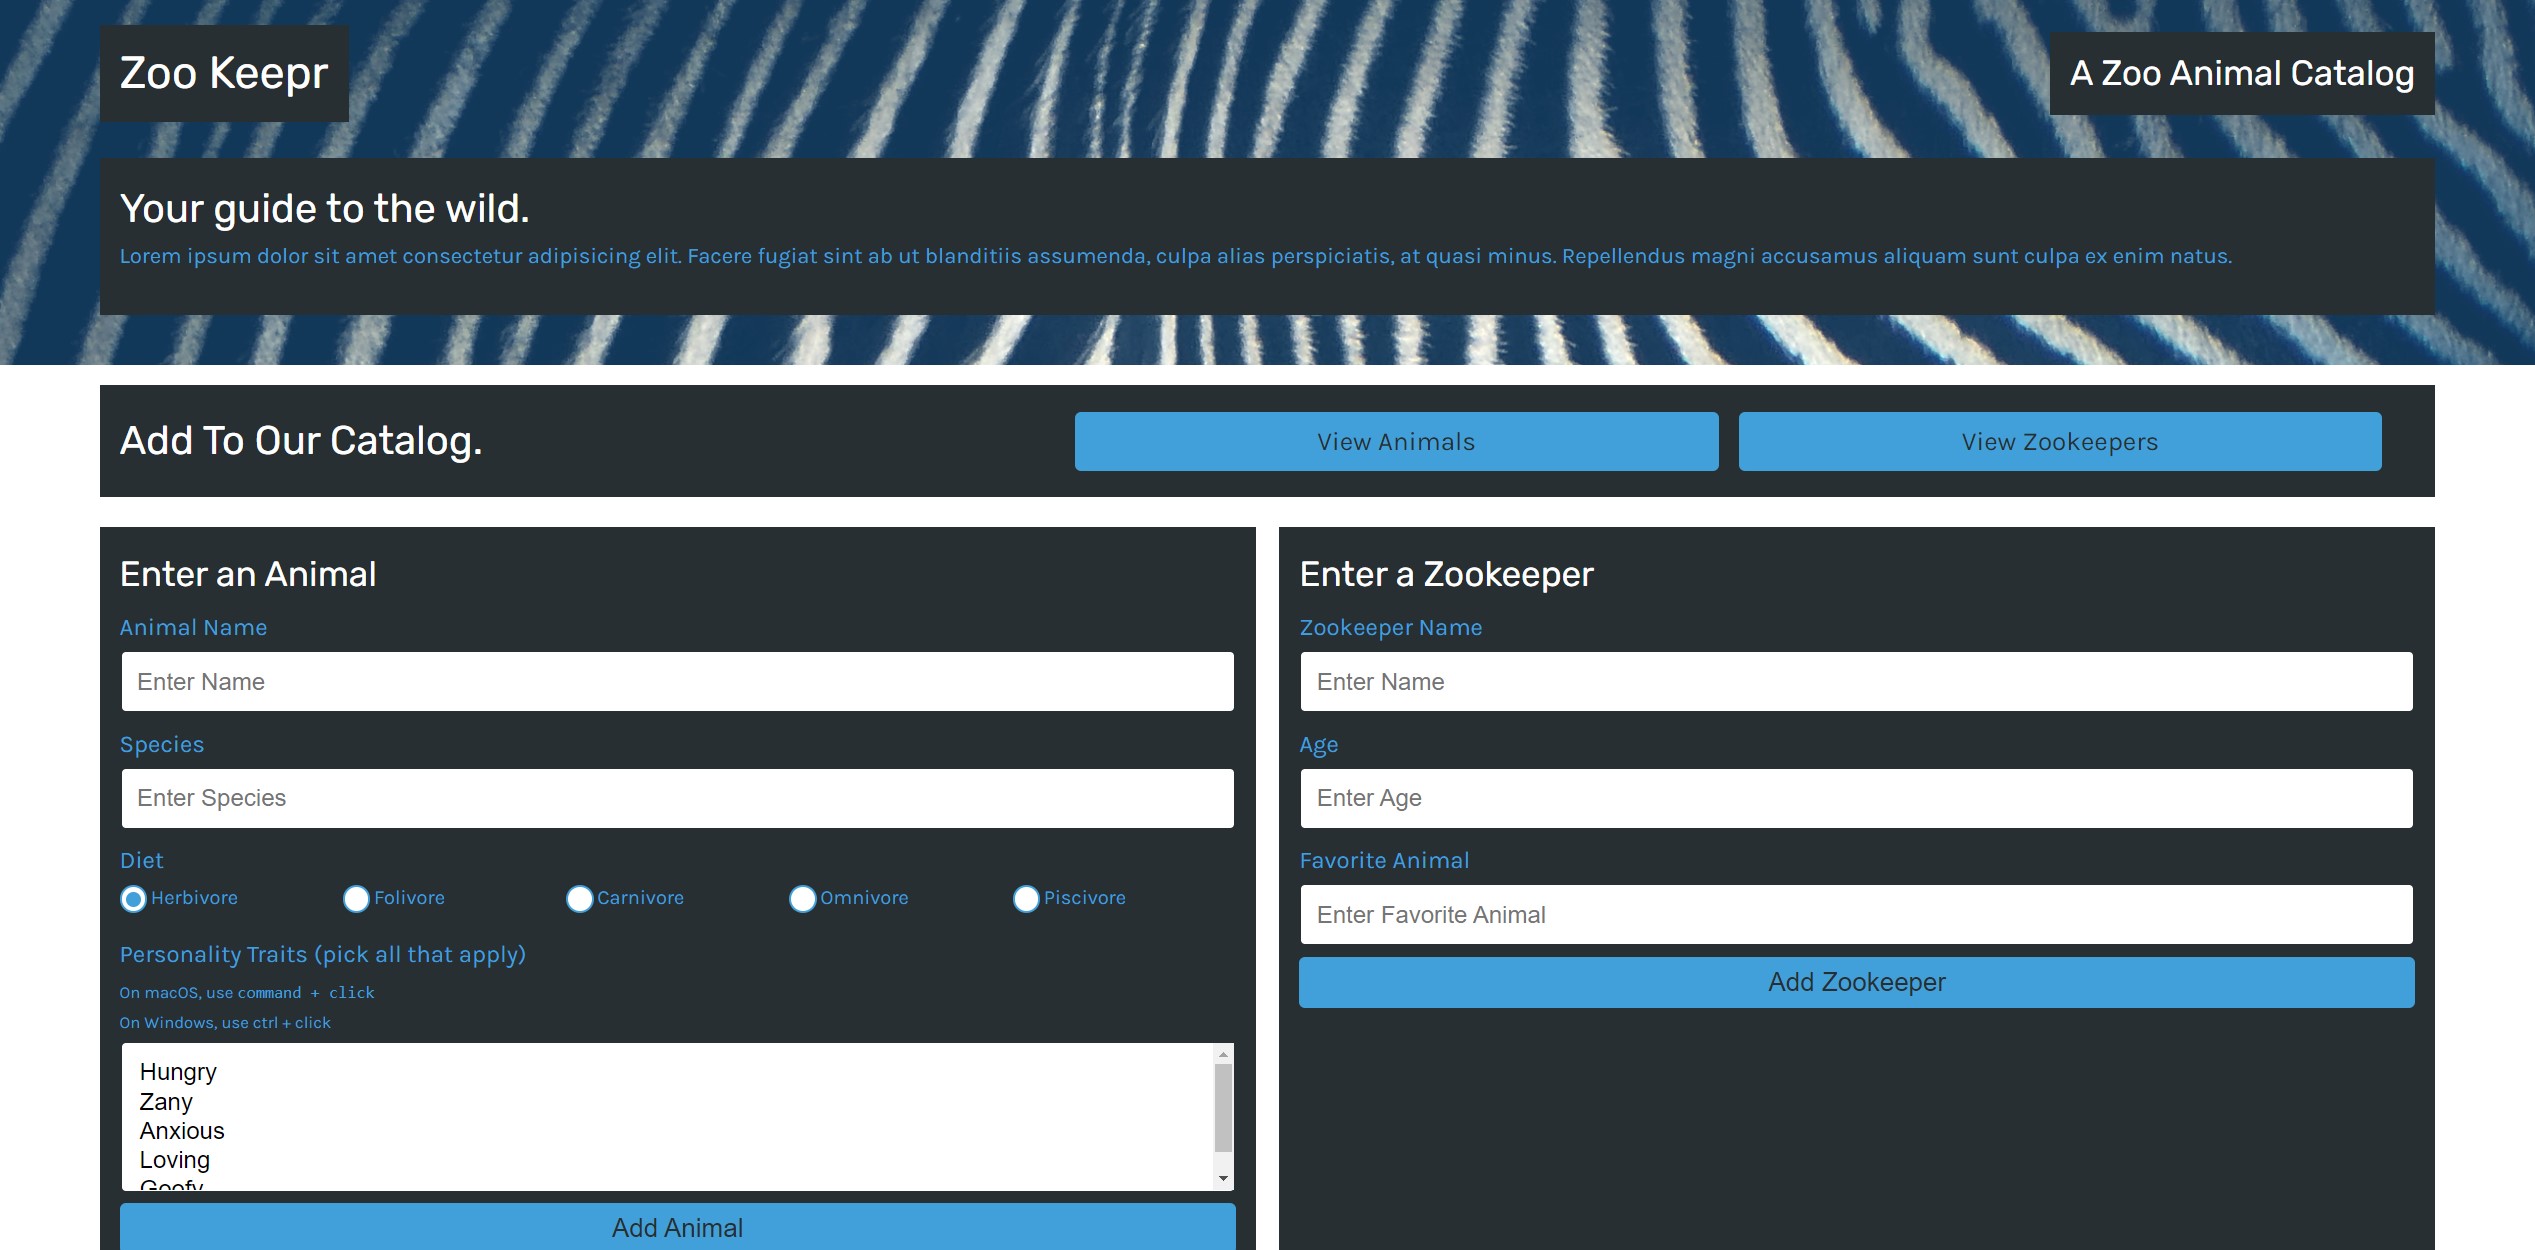 Zoo Keepr
A Zoo Animal Catalog
Your guide to the wild.
Lorem ipsum dolor sit amet consectetur adipisicing elit. Facere fugiat sint ab ut blanditiis assumenda, culpa alias perspiciatis, at quasi minus. Repellendus magni accusamus aliquam sunt culpa ex enim natus.
Add To Our Catalog.
View Animals
View Zookeepers
Enter an Animal
Animal Name
Enter Name
Species
Enter Species
Diet
Herbivore Folivore Carnivore Omnivore Piscivore
Personality Traits (pick all that apply)
On macOS, use command + click
On Windows, use ctrl + click
Hungry
Zany
Anxious
Loving
Goofy
Add Animal
Enter a Zookeeper
Zookeeper Name
Enter Name
Age
Enter Age
Favorite Animal
Enter Favorite Animal
Add Zookeeper